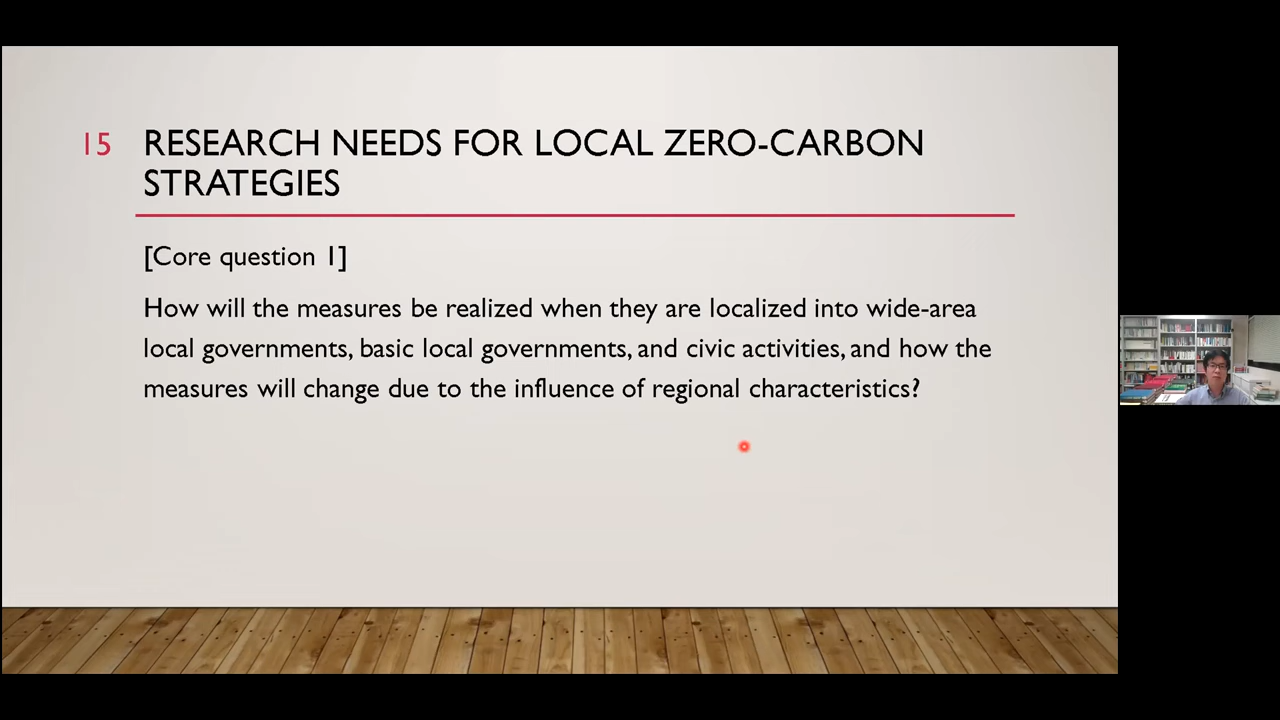 15 RESEARCH NEEDS FOR LOCAL ZERO-CARBON
STRATEGIES
[Core question 1]
How will the measures be realized when they are localized into wide-area
local governments, basic local governments, and civic activities, and how the
measures will change due to the influence of regional characteristics?